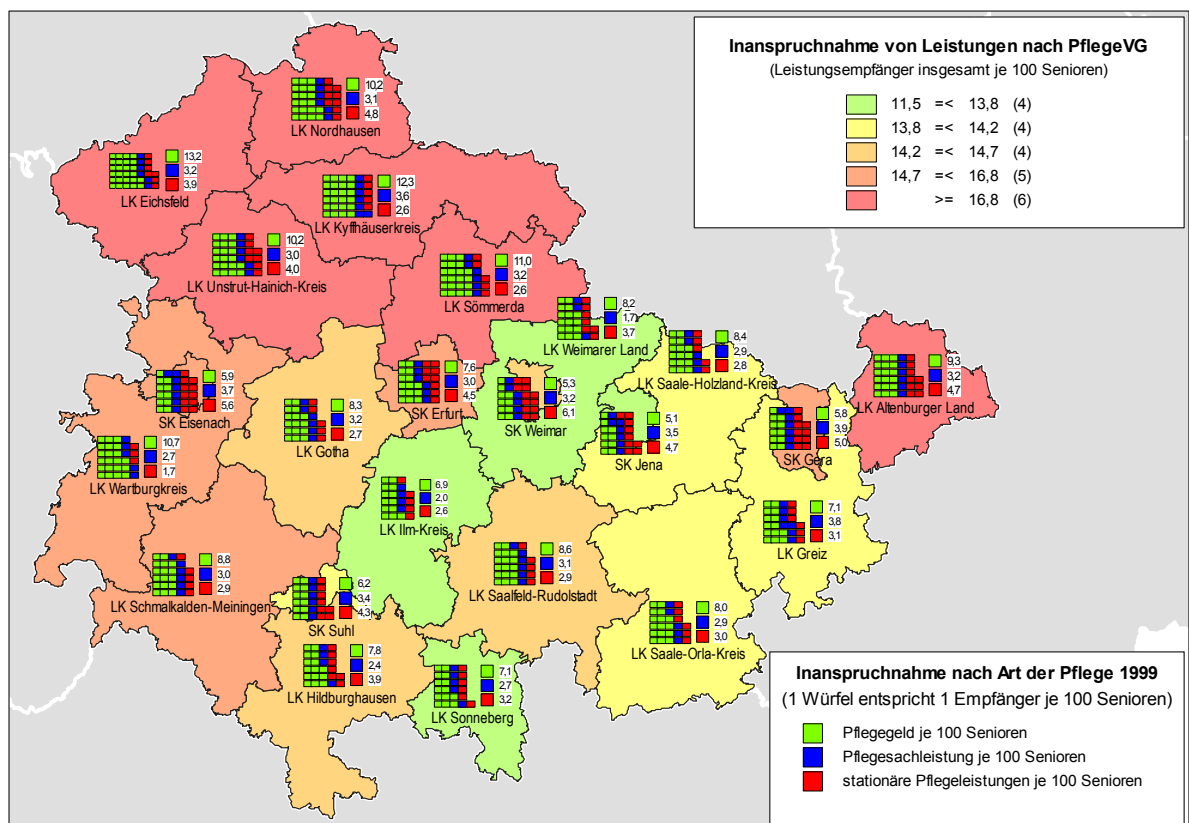 Inanspruchnahme von Leistungen nach PflegeVG
(Leistungsempfänger insgesamt je 100 Senioren)
11,5 =< 13,8 (4)
13,8 =< 14,2 (4)
14,2 =< 14,7 (4)
14,7 =< 16,8 (5)
>= 16,8 (6)
10,2
3,1
4,8
LK Nordhausen
13,2
3,2
3,9
LK Eichsfeld
12,3
3,6
2,6
LK Kyffhäuserkreis
10,2
3,0
4,0
LK Unstrut-Hainich-Kreis
11,0
3,2
2,6
LK Sömmerda
8,2
1,7
3,7
LK Weimarer Land
8,4
2,9
2,8
LK Saale-Holzland-Kreis
9,3
3,2
4,7
LK Altenburger Land
5,9
3,7
5,6
SK Eisenach
7,6
3,0
4,5
SK Erfurt
5,3
3,2
6,1
SK Weimar
8,3
3,2
2,7
LK Gotha
5,1
3,5
4,7
SK Jena
5,8
3,9
5,0
SK Gera
10,7
2,7
1,7
LK Wartburgkreis
6,9
2,0
2,6
LK Ilm-Kreis
7,1
3,8
3,1
LK Greiz
8,8
3,0
2,9
LK Schmalkalden-Meiningen
8,6
3,1
2,9
LK Saalfeld-Rudolstadt
6,2
3,4
4,3
SK Suhl
8,0
2,9
3,0
LK Saale-Orla-Kreis
7,8
2,4
3,9
LK Hildburghausen
7,1
2,7
3,2
LK Sonneberg
Inanspruchnahme nach Art der Pflege 1999
(1 Würfel entspricht 1 Empfänger je 100 Senioren)
Pflegegeld je 100 Senioren
Pflegesachleistung je 100 Senioren
stationäre Pflegeleistungen je 100 Senioren